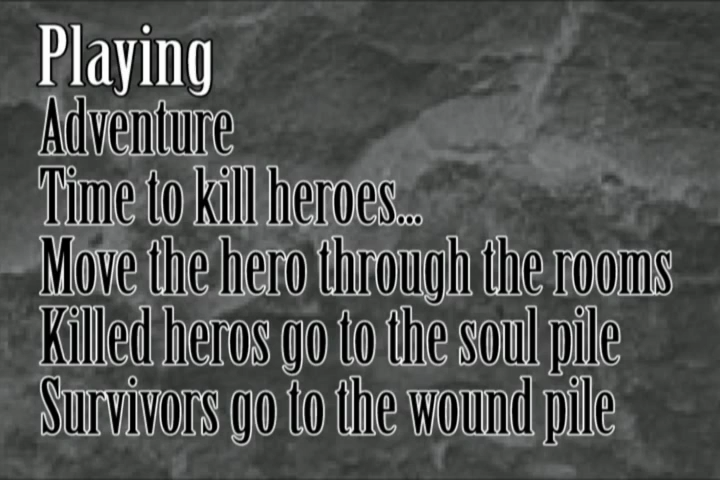 Playing
Adventure
Time to kill heroes...
Move the hero through the rooms
Killed heros go to the soul pile
Survivors go to the wound pile